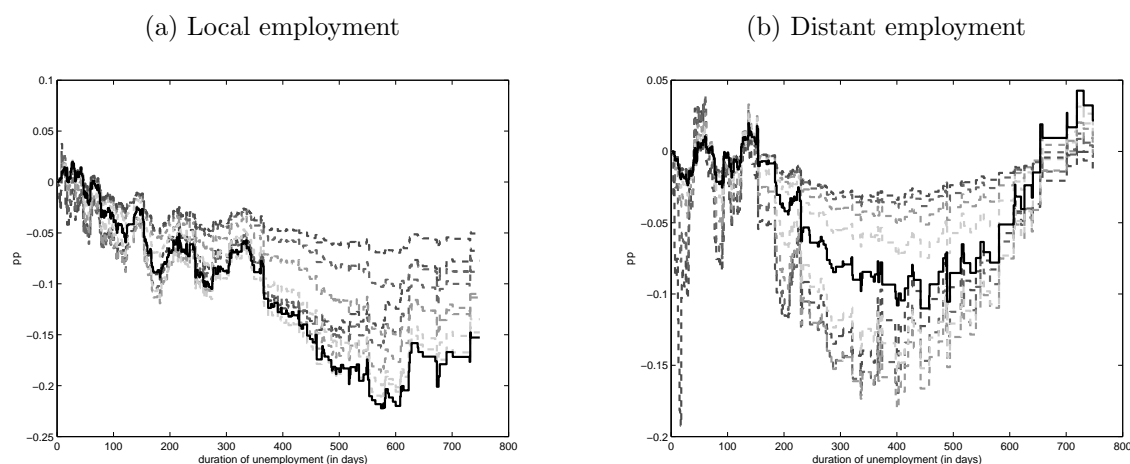 (a) Local employment
(b) Distant employment
0.1
0.05
0
−0.05
−0.1
−0.15
−0.2
−0.25
pp
0 100 200 300 400 500 600 700 800
duration of unemployment (in days)
0.05
0
−0.05
−0.1
−0.15
−0.2
pp
0 100 200 300 400 500 600 700 800
duration of unemployment (in days)